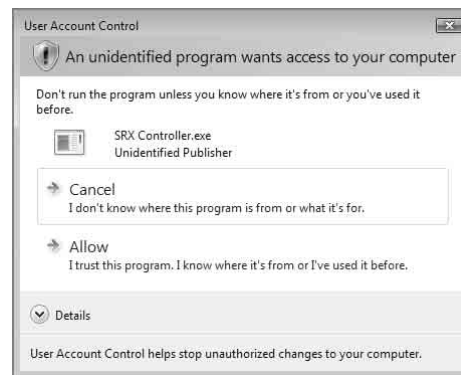 User Account Control
An unidentified program wants access to your computer
Don't run the program unless you know where it's from or you've used it
before.
SRX Controller.exe
Unidentified Publisher
Cancel
I don't know where this program is from or what it's for.
Allow
I trust this program. I know where it's from or I've used it before.
Details
User Account Control helps stop unauthorized changes to your computer.